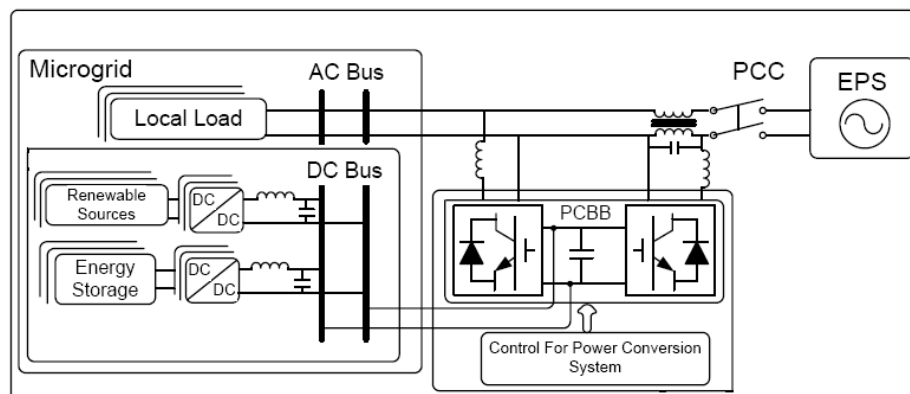 Microgrid
AC Bus
PCC
EPS
Local Load
DC Bus
Renewable
Sources
DC
DC
PCBB
Energy
Storage
DC
DC
Control For Power Conversion
System